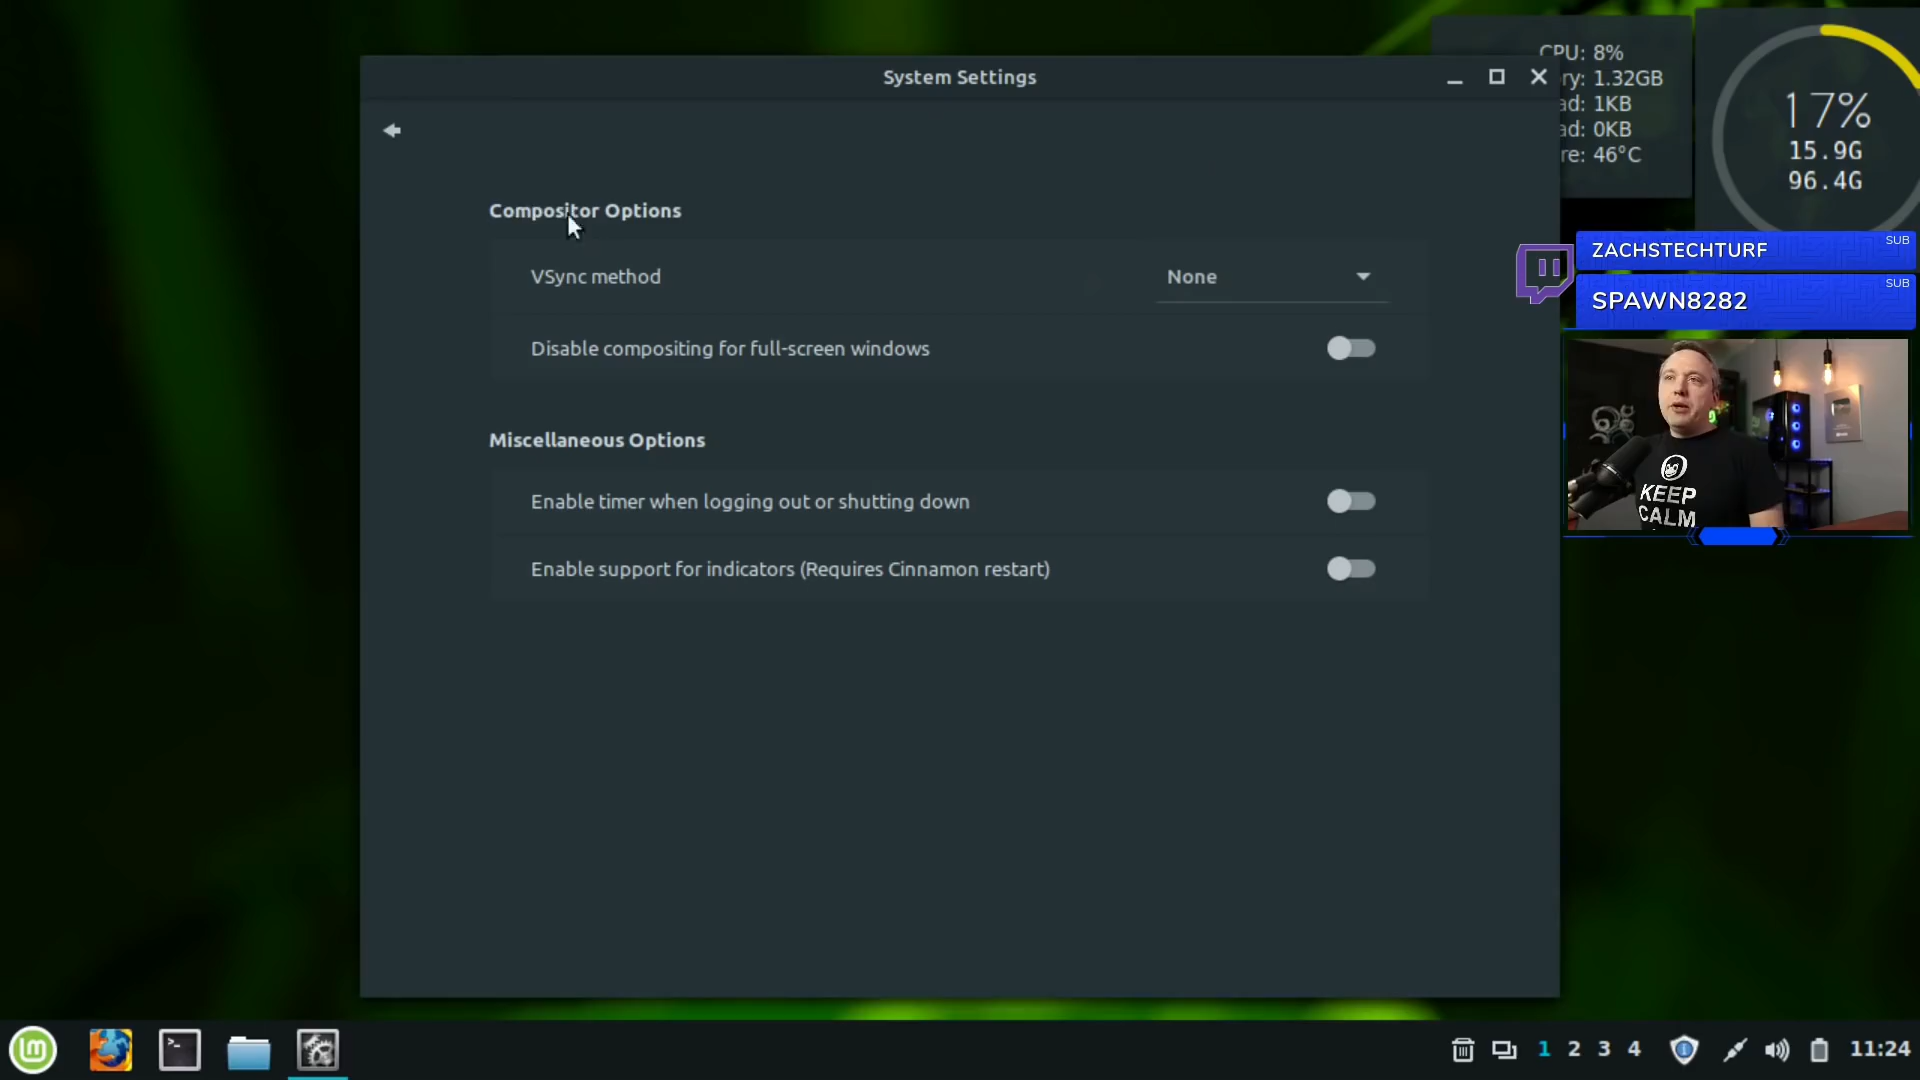 System Settings
CPU: 8%
ry: 1.32GB
ad: 1KB
ad: 0KB
re: 46°C
17%
15.9G
96.4G
Compositor Options
VSync method
None
Disable compositing for full-screen windows
Miscellaneous Options
Enable timer when logging out or shutting down
Enable support for indicators (Requires Cinnamon restart)
ZACHSTECHTURF
SUB
SPAWN8282
SUB
KEEP
CALM
1 2 3 4
11:24